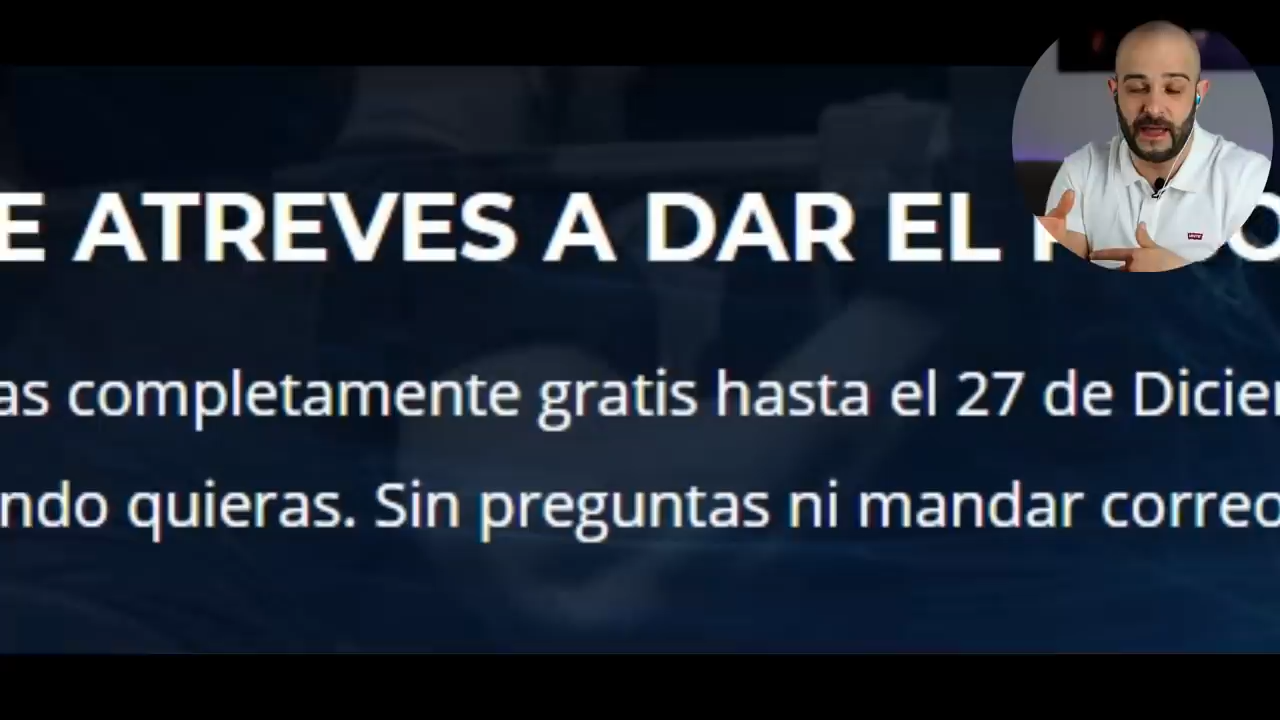 E ATREVES A DAR EL
as completamente gratis hasta el 27 de Dicie
ndo quieras. Sin preguntas ni mandar correo